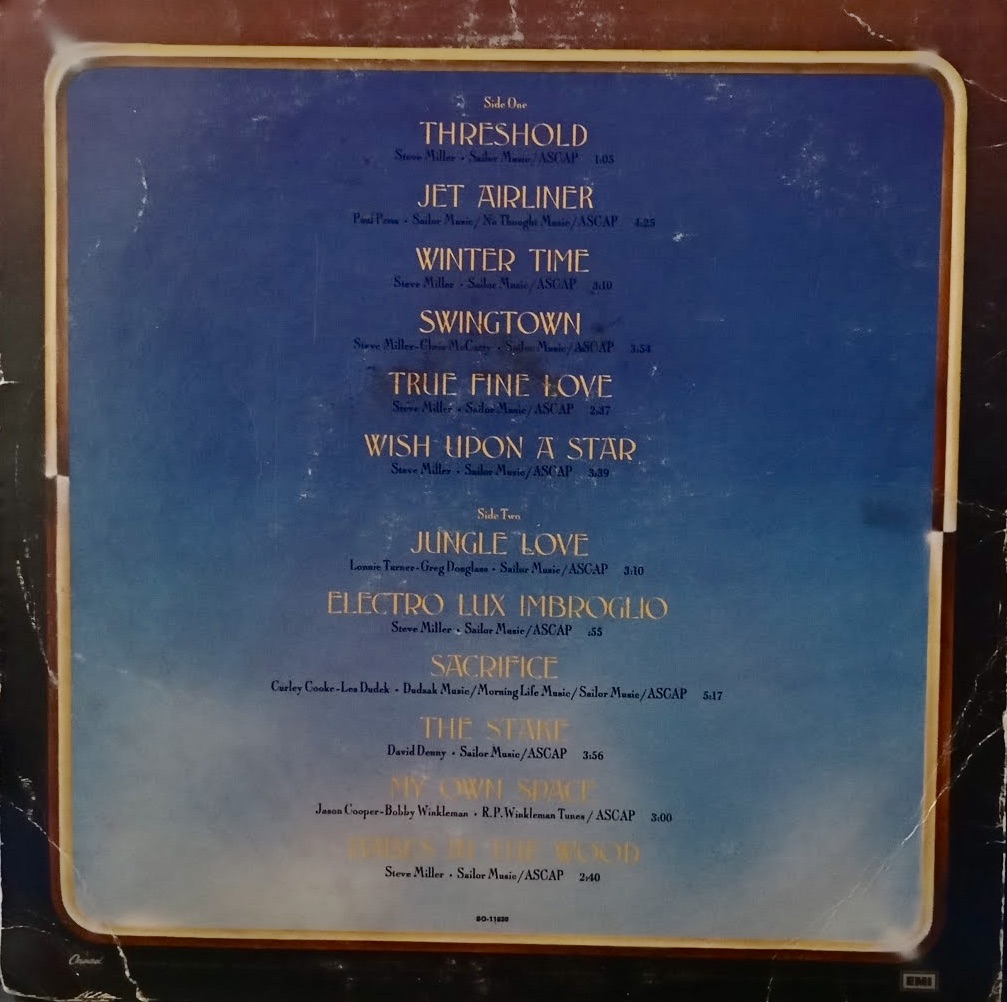 Side One
THRESHOLD
Steve Miller • Sailor Music/ASCAP 1:05
JET AIRLINER
Paul Pena • Sailor Music/No Thought Music/ASCAP 4:25
WINTER TIME
Steve Miller • Sailor Music/ASCAP 3:10
SWINGTOWN
Steve Miller-Chris McCarty • Sailor Music/ASCAP 3:54
TRUE FINE LOVE
Steve Miller • Sailor Music/ASCAP 2:37
WISH UPON A STAR
Steve Miller • Sailor Music/ASCAP 3:39
Side Two
JUNGLE LOVE
Lonnie Turner-Greg Douglass • Sailor Music/ASCAP 3:10
ELECTRO LUX IMBROGLIO
Steve Miller • Sailor Music/ASCAP :55
SACRIFICE
Curley Cooke-Les Dudek • Dudzak Music/Morning Life Music/Sailor Music/ASCAP 5:17
THE STAKE
David Denny • Sailor Music/ASCAP 3:56
MY OWN SPACE
Jason Cooper-Bobby Winkleman • R.P. Winkleman Tunes / ASCAP 3:00
BABES IN THE WOOD
Steve Miller • Sailor Music/ASCAP 2:40
Capitol
EMI